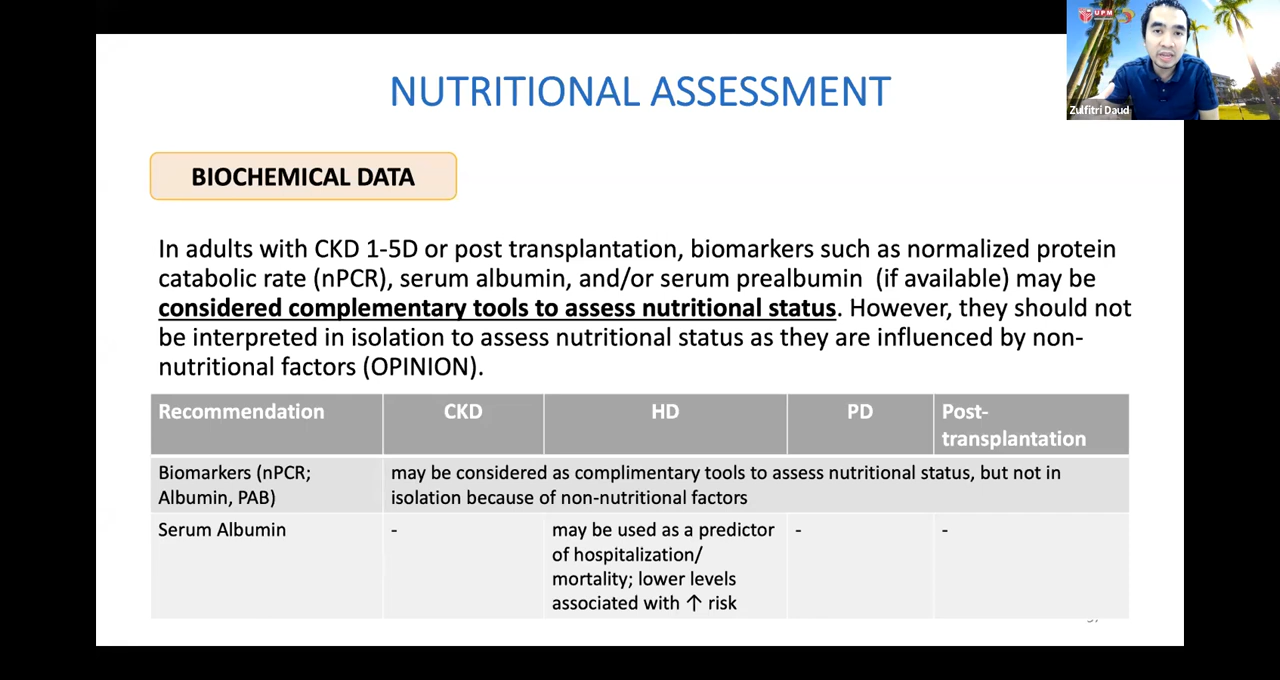 UPM
Zulfitri Daud
NUTRITIONAL ASSESSMENT
BIOCHEMICAL DATA
In adults with CKD 1-5D or post transplantation, biomarkers such as normalized protein
catabolic rate (nPCR), serum albumin, and/or serum prealbumin (if available) may be
considered complementary tools to assess nutritional status. However, they should not
be interpreted in isolation to assess nutritional status as they are influenced by non-
nutritional factors (OPINION).
Recommendation CKD HD PD Post-
transplantation
Biomarkers (nPCR; may be considered as complimentary tools to assess nutritional status, but not in
Albumin, PAB) isolation because of non-nutritional factors
Serum Albumin - may be used as a predictor - -
of hospitalization/
mortality; lower levels
associated with ↑ risk